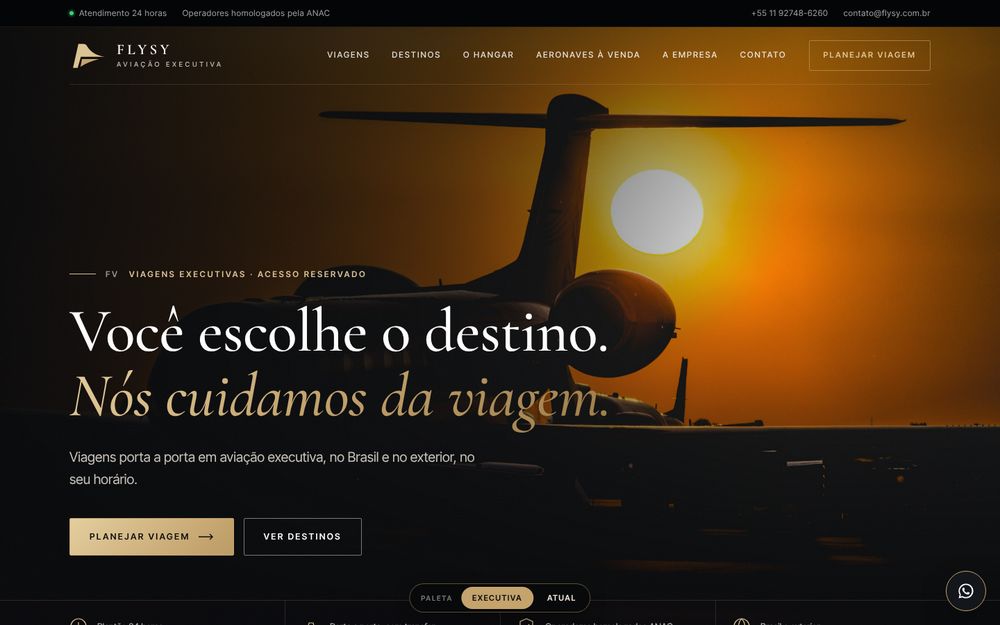 Atendimento 24 horas Operadores homologados pela ANAC +55 11 92748-6260 contato@flysy.com.br
FLYSY
AVIAÇÃO EXECUTIVA
VIAGENS DESTINOS O HANGAR AERONAVES À VENDA A EMPRESA CONTATO PLANEJAR VIAGEM
FV VIAGENS EXECUTIVAS · ACESSO RESERVADO
Você escolhe o destino.
Nós cuidamos da viagem.
Viagens porta a porta em aviação executiva, no Brasil e no exterior, no
seu horário.
PLANEJAR VIAGEM VER DESTINOS
PALETA EXECUTIVA ATUAL